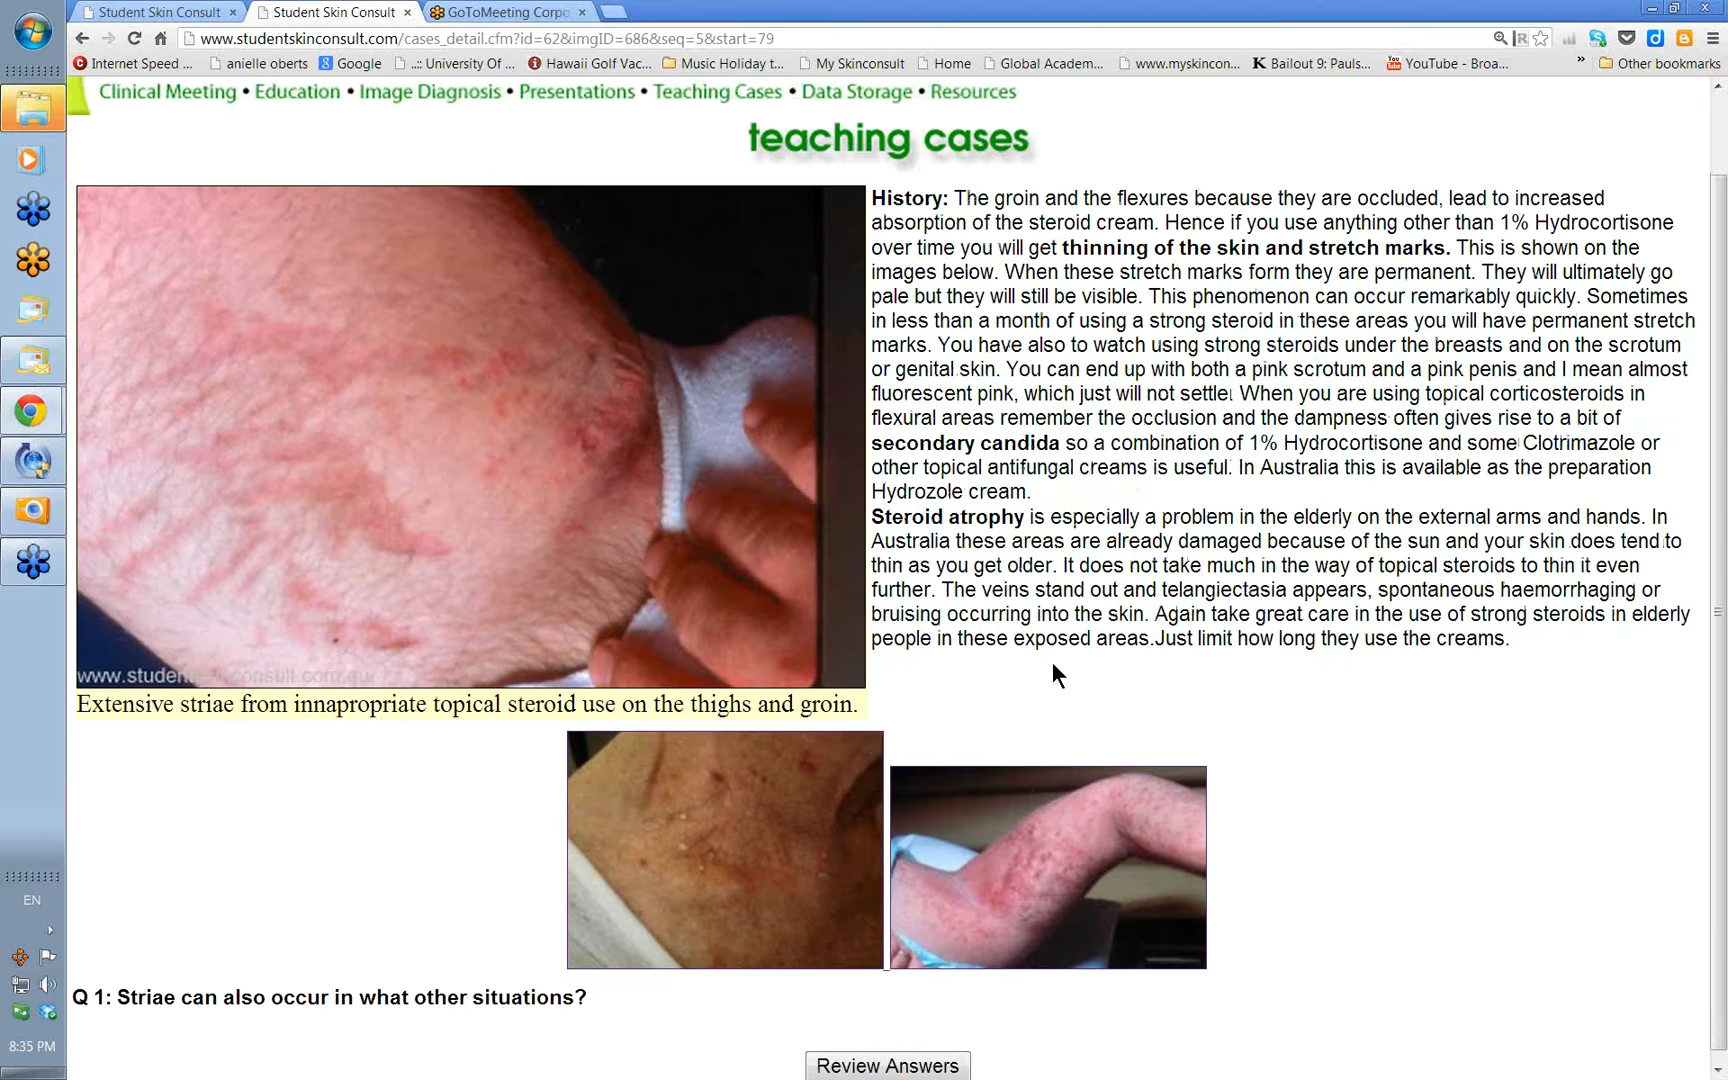 Student Skin Consult
Student Skin Consult
GoToMeeting Corpo
www.studentskinconsult.com/cases_detail.cfm?id=62&imgID=686&seq=5&start=79
Internet Speed ...
anielle oberts
Google
..:: University Of ...
Hawaii Golf Vac...
Music Holiday t...
My Skinconsult
Home
Global Academ...
www.myskincon...
Bailout 9: Pauls...
YouTube - Broa...
»
Other bookmarks
Clinical Meeting • Education • Image Diagnosis • Presentations • Teaching Cases • Data Storage • Resources
teaching cases
History: The groin and the flexures because they are occluded, lead to increased
absorption of the steroid cream. Hence if you use anything other than 1% Hydrocortisone
over time you will get thinning of the skin and stretch marks. This is shown on the
images below. When these stretch marks form they are permanent. They will ultimately go
pale but they will still be visible. This phenomenon can occur remarkably quickly. Sometimes
in less than a month of using a strong steroid in these areas you will have permanent stretch
marks. You have also to watch using strong steroids under the breasts and on the scrotum
or genital skin. You can end up with both a pink scrotum and a pink penis and I mean almost
fluorescent pink, which just will not settle. When you are using topical corticosteroids in
flexural areas remember the occlusion and the dampness often gives rise to a bit of
secondary candida so a combination of 1% Hydrocortisone and some Clotrimazole or
other topical antifungal creams is useful. In Australia this is available as the preparation
Hydrozole cream.
Steroid atrophy is especially a problem in the elderly on the external arms and hands. In
Australia these areas are already damaged because of the sun and your skin does tend to
thin as you get older. It does not take much in the way of topical steroids to thin it even
further. The veins stand out and telangiectasia appears, spontaneous haemorrhaging or
bruising occurring into the skin. Again take great care in the use of strong steroids in elderly
people in these exposed areas.Just limit how long they use the creams.
Extensive striae from innapropriate topical steroid use on the thighs and groin.
Q 1: Striae can also occur in what other situations?
Review Answers
EN
8:35 PM